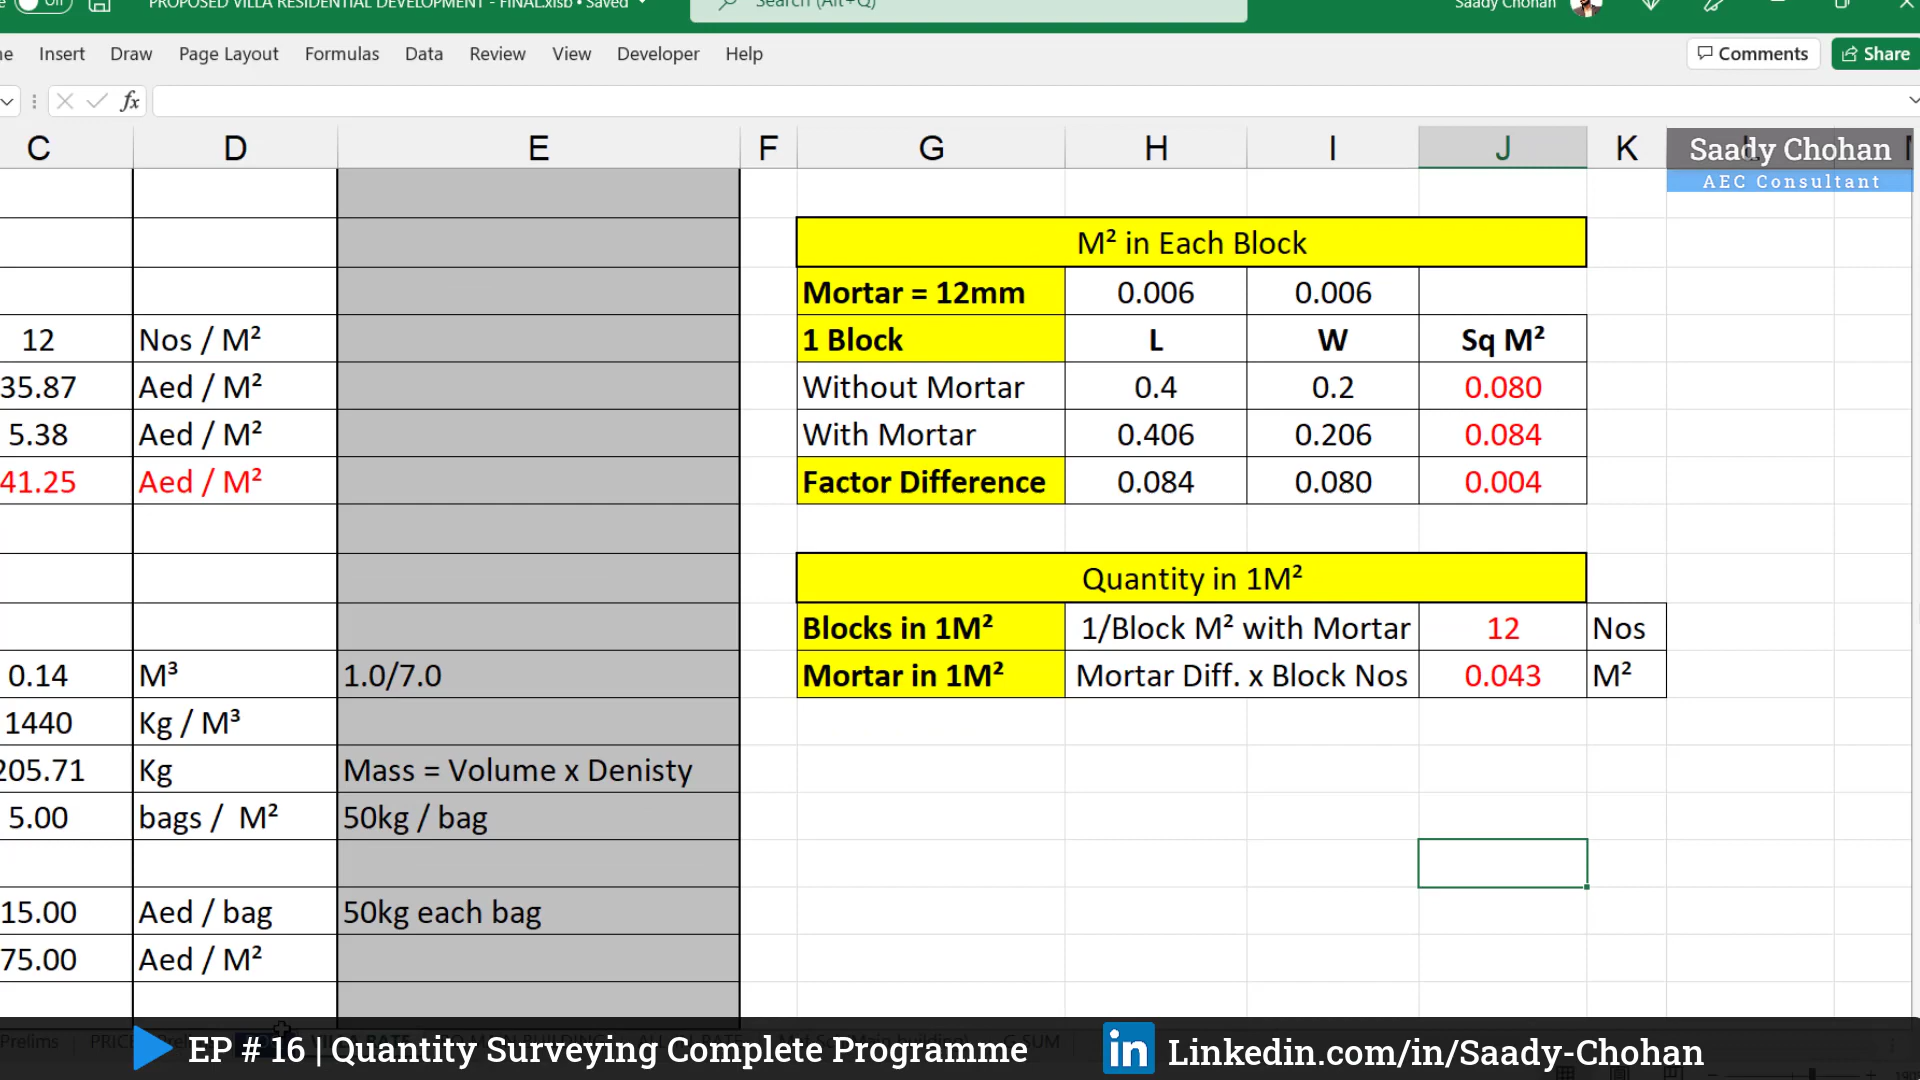 PROPOSED VILLA RESIDENTIAL DEVELOPMENT - FINAL.xlsb • Saved
Search (Alt+Q)
Saady Chohan
Insert Draw Page Layout Formulas Data Review View Developer Help
Comments
Share
fx
C D E F G H I J K
Saady Chohan
AEC Consultant
M² in Each Block
Mortar = 12mm 0.006 0.006
12 Nos / M² 1 Block L W Sq M²
35.87 Aed / M² Without Mortar 0.4 0.2 0.080
5.38 Aed / M² With Mortar 0.406 0.206 0.084
41.25 Aed / M² Factor Difference 0.084 0.080 0.004
Quantity in 1M²
Blocks in 1M² 1/Block M² with Mortar 12 Nos
0.14 M³ 1.0/7.0 Mortar in 1M² Mortar Diff. x Block Nos 0.043 M²
1440 Kg / M³
205.71 Kg Mass = Volume x Denisty
5.00 bags / M² 50kg / bag
15.00 Aed / bag 50kg each bag
75.00 Aed / M²
Prelims
EP # 16 | Quantity Surveying Complete Programme
in Linkedin.com/in/Saady-Chohan